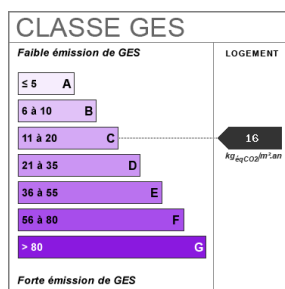 CLASSE GES
Faible émission de GES
LOGEMENT
≤ 5 A
6 à 10 B
11 à 20 C
16
kgéqCO2/m².an
21 à 35 D
36 à 55 E
56 à 80 F
> 80 G
Forte émission de GES